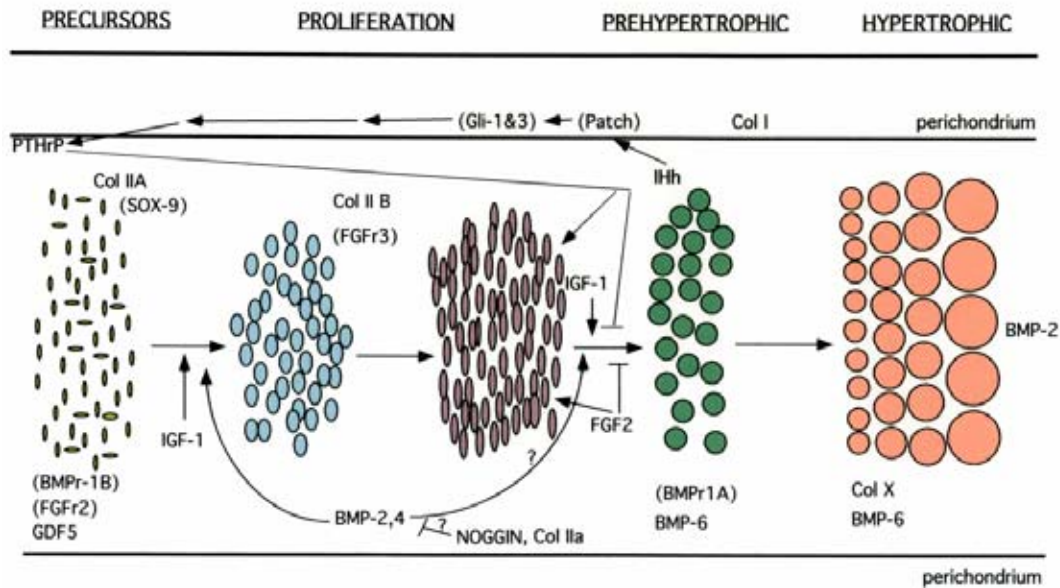 PRECURSORS PROLIFERATION PREHYPERTROPHIC HYPERTROPHIC
(Gli-1&3) (Patch) Col I perichondrium
PTHrP
IHh
Col IIA
(SOX-9)
Col II B
(FGFr3)
IGF-1
BMP-2
IGF-1
FGF2
?
(BMPr-1B)
(FGFr2)
GDF5
(BMPr1A)
BMP-6
Col X
BMP-6
BMP-2,4
?
NOGGIN, Col IIa
perichondrium